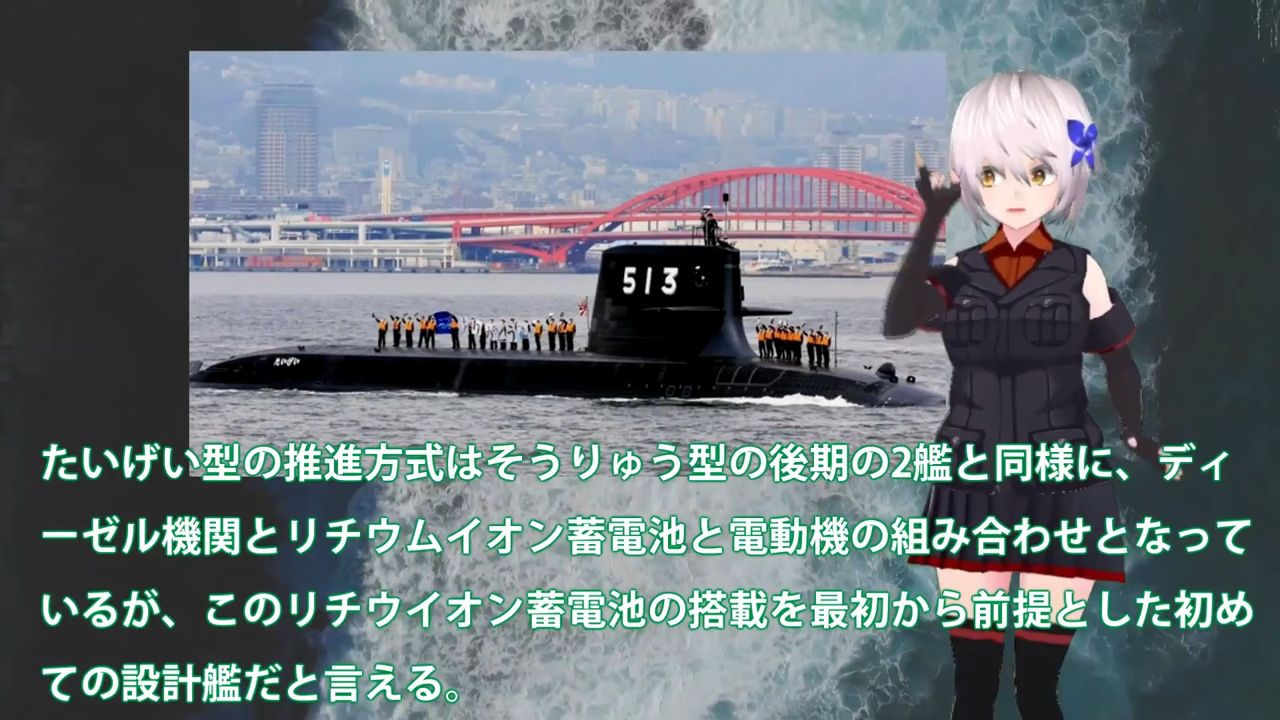 513
たいげい
たいげい型の推進方式はそうりゅう型の後期の2艦と同様に、ディ
ーゼル機関とリチウムイオン蓄電池と電動機の組み合わせとなって
いるが、このリチウイオン蓄電池の搭載を最初から前提とした初め
ての設計艦だと言える。